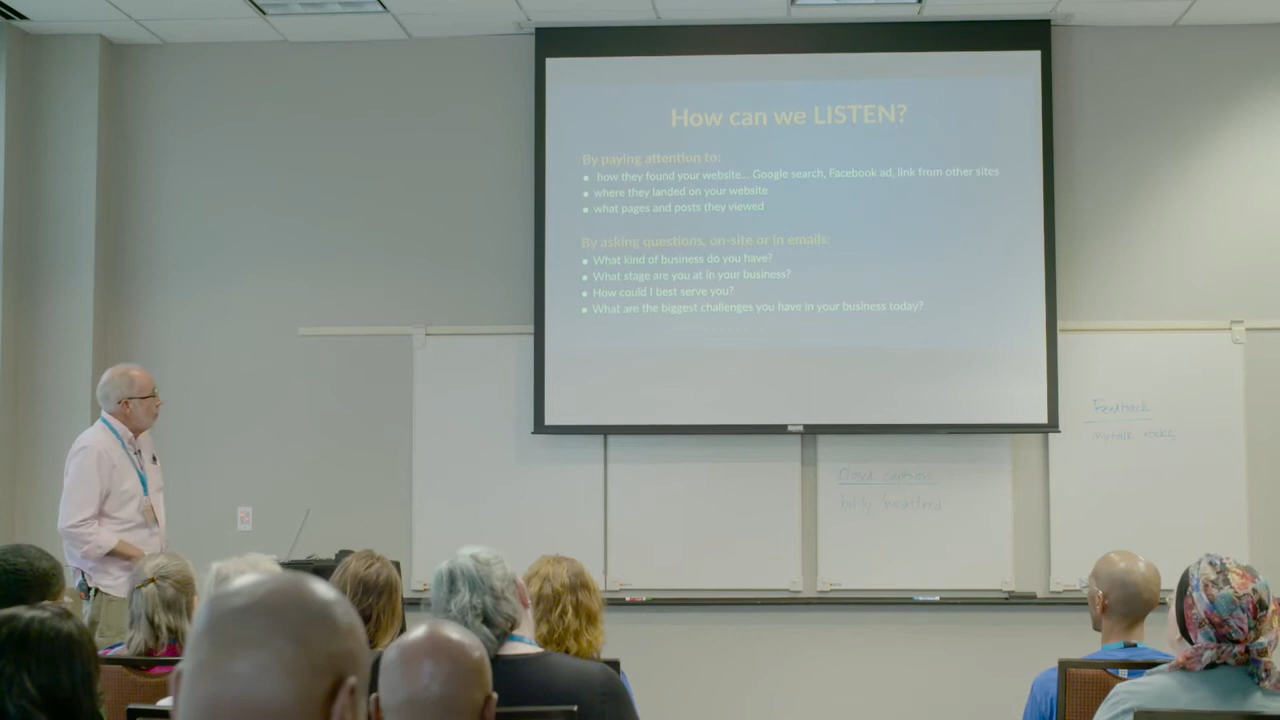 How can we LISTEN?
By paying attention to:
• how they found your website... Google search, Facebook ad, link from other sites
• where they landed on your website
• what pages and posts they viewed
By asking questions, on-site or in emails:
• What kind of business do you have?
• What stage are you at in your business?
• How could I best serve you?
• What are the biggest challenges you have in your business today?
Feedback
Closed caption